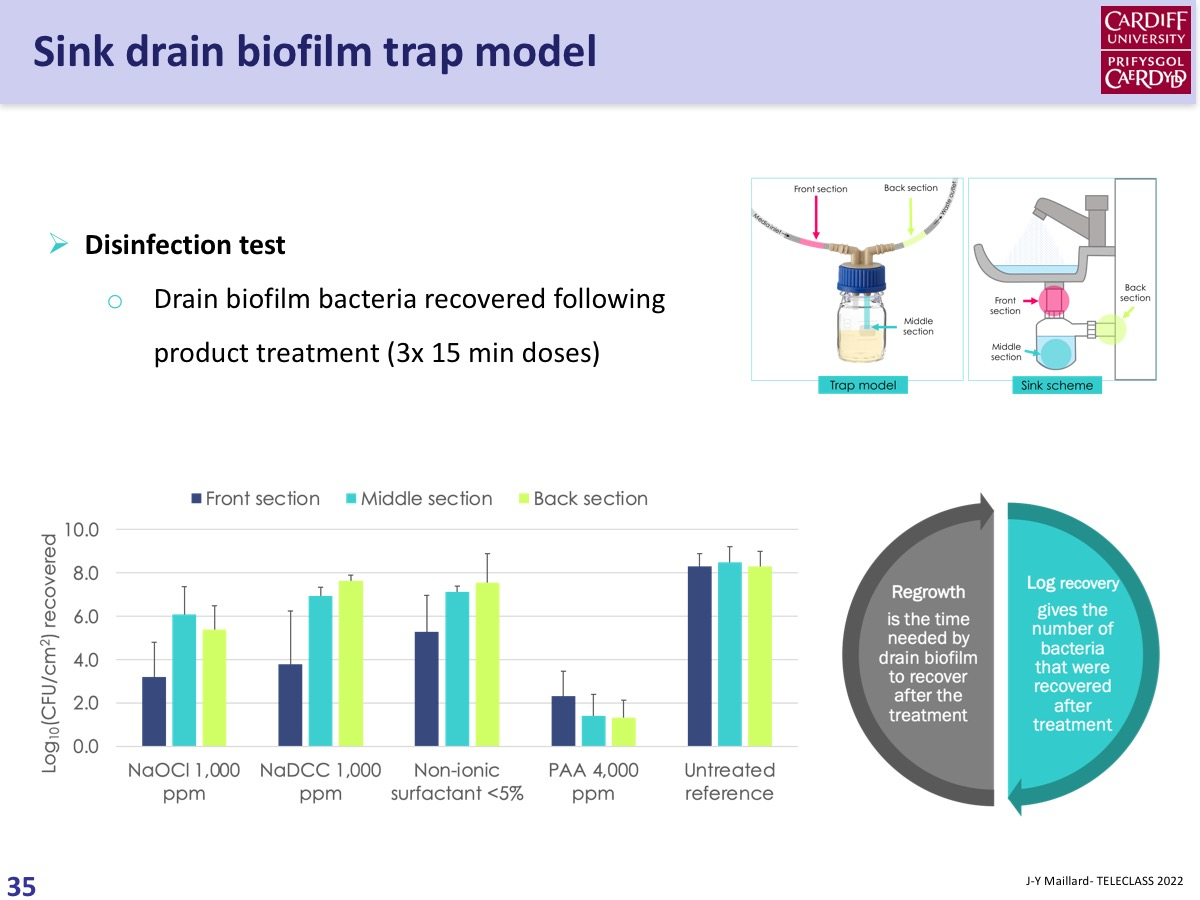 Sink drain biofilm trap model
CARDIFF
UNIVERSITY
PRIFYSGOL
CAERDYDD
➢ Disinfection test
o Drain biofilm bacteria recovered following
product treatment (3x 15 min doses)
Front section
Back section
Media inlet
Waste outlet
Middle
section
Trap model
Front
section
Back
section
Middle
section
Sink scheme
Front section
Middle section
Back section
Log10(CFU/cm²) recovered
10.0
8.0
6.0
4.0
2.0
0.0
NaOCl 1,000
ppm
NaDCC 1,000
ppm
Non-ionic
surfactant <5%
PAA 4,000
ppm
Untreated
reference
Regrowth
is the time
needed by
drain biofilm
to recover
after the
treatment
Log recovery
gives the
number of
bacteria
that were
recovered
after
treatment
35
J-Y Maillard- TELECLASS 2022